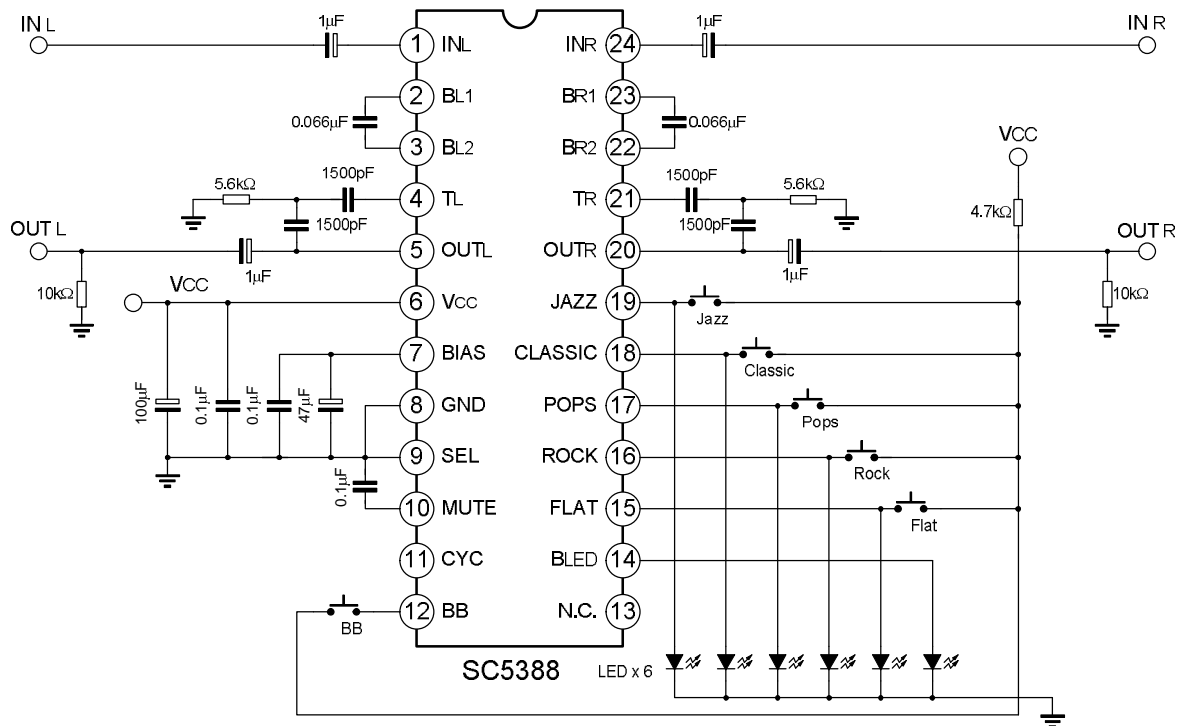 IN L
1µF
1
INL
INR
24
1µF
IN R
2
BL1
BR1
23
0.066µF
0.066µF
3
BL2
BR2
22
VCC
5.6kΩ
1500pF
4
TL
TR
21
1500pF
5.6kΩ
4.7kΩ
1500pF
1500pF
OUT L
5
OUTL
OUTR
20
OUT R
1µF
1µF
10kΩ
VCC
6
VCC
JAZZ
19
Jazz
10kΩ
7
BIAS
CLASSIC
18
Classic
100µF
0.1µF
0.1µF
47µF
8
GND
POPS
17
Pops
9
SEL
ROCK
16
Rock
0.1µF
10
MUTE
FLAT
15
Flat
11
CYC
BLED
14
12
BB
N.C.
13
BB
SC5388
LED x 6